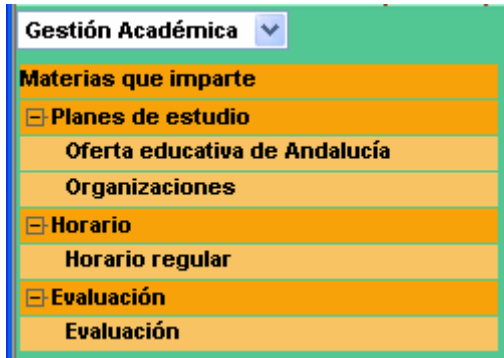 Gestión Académica
Materias que imparte
Planes de estudio
Oferta educativa de Andalucía
Organizaciones
Horario
Horario regular
Evaluación
Evaluación